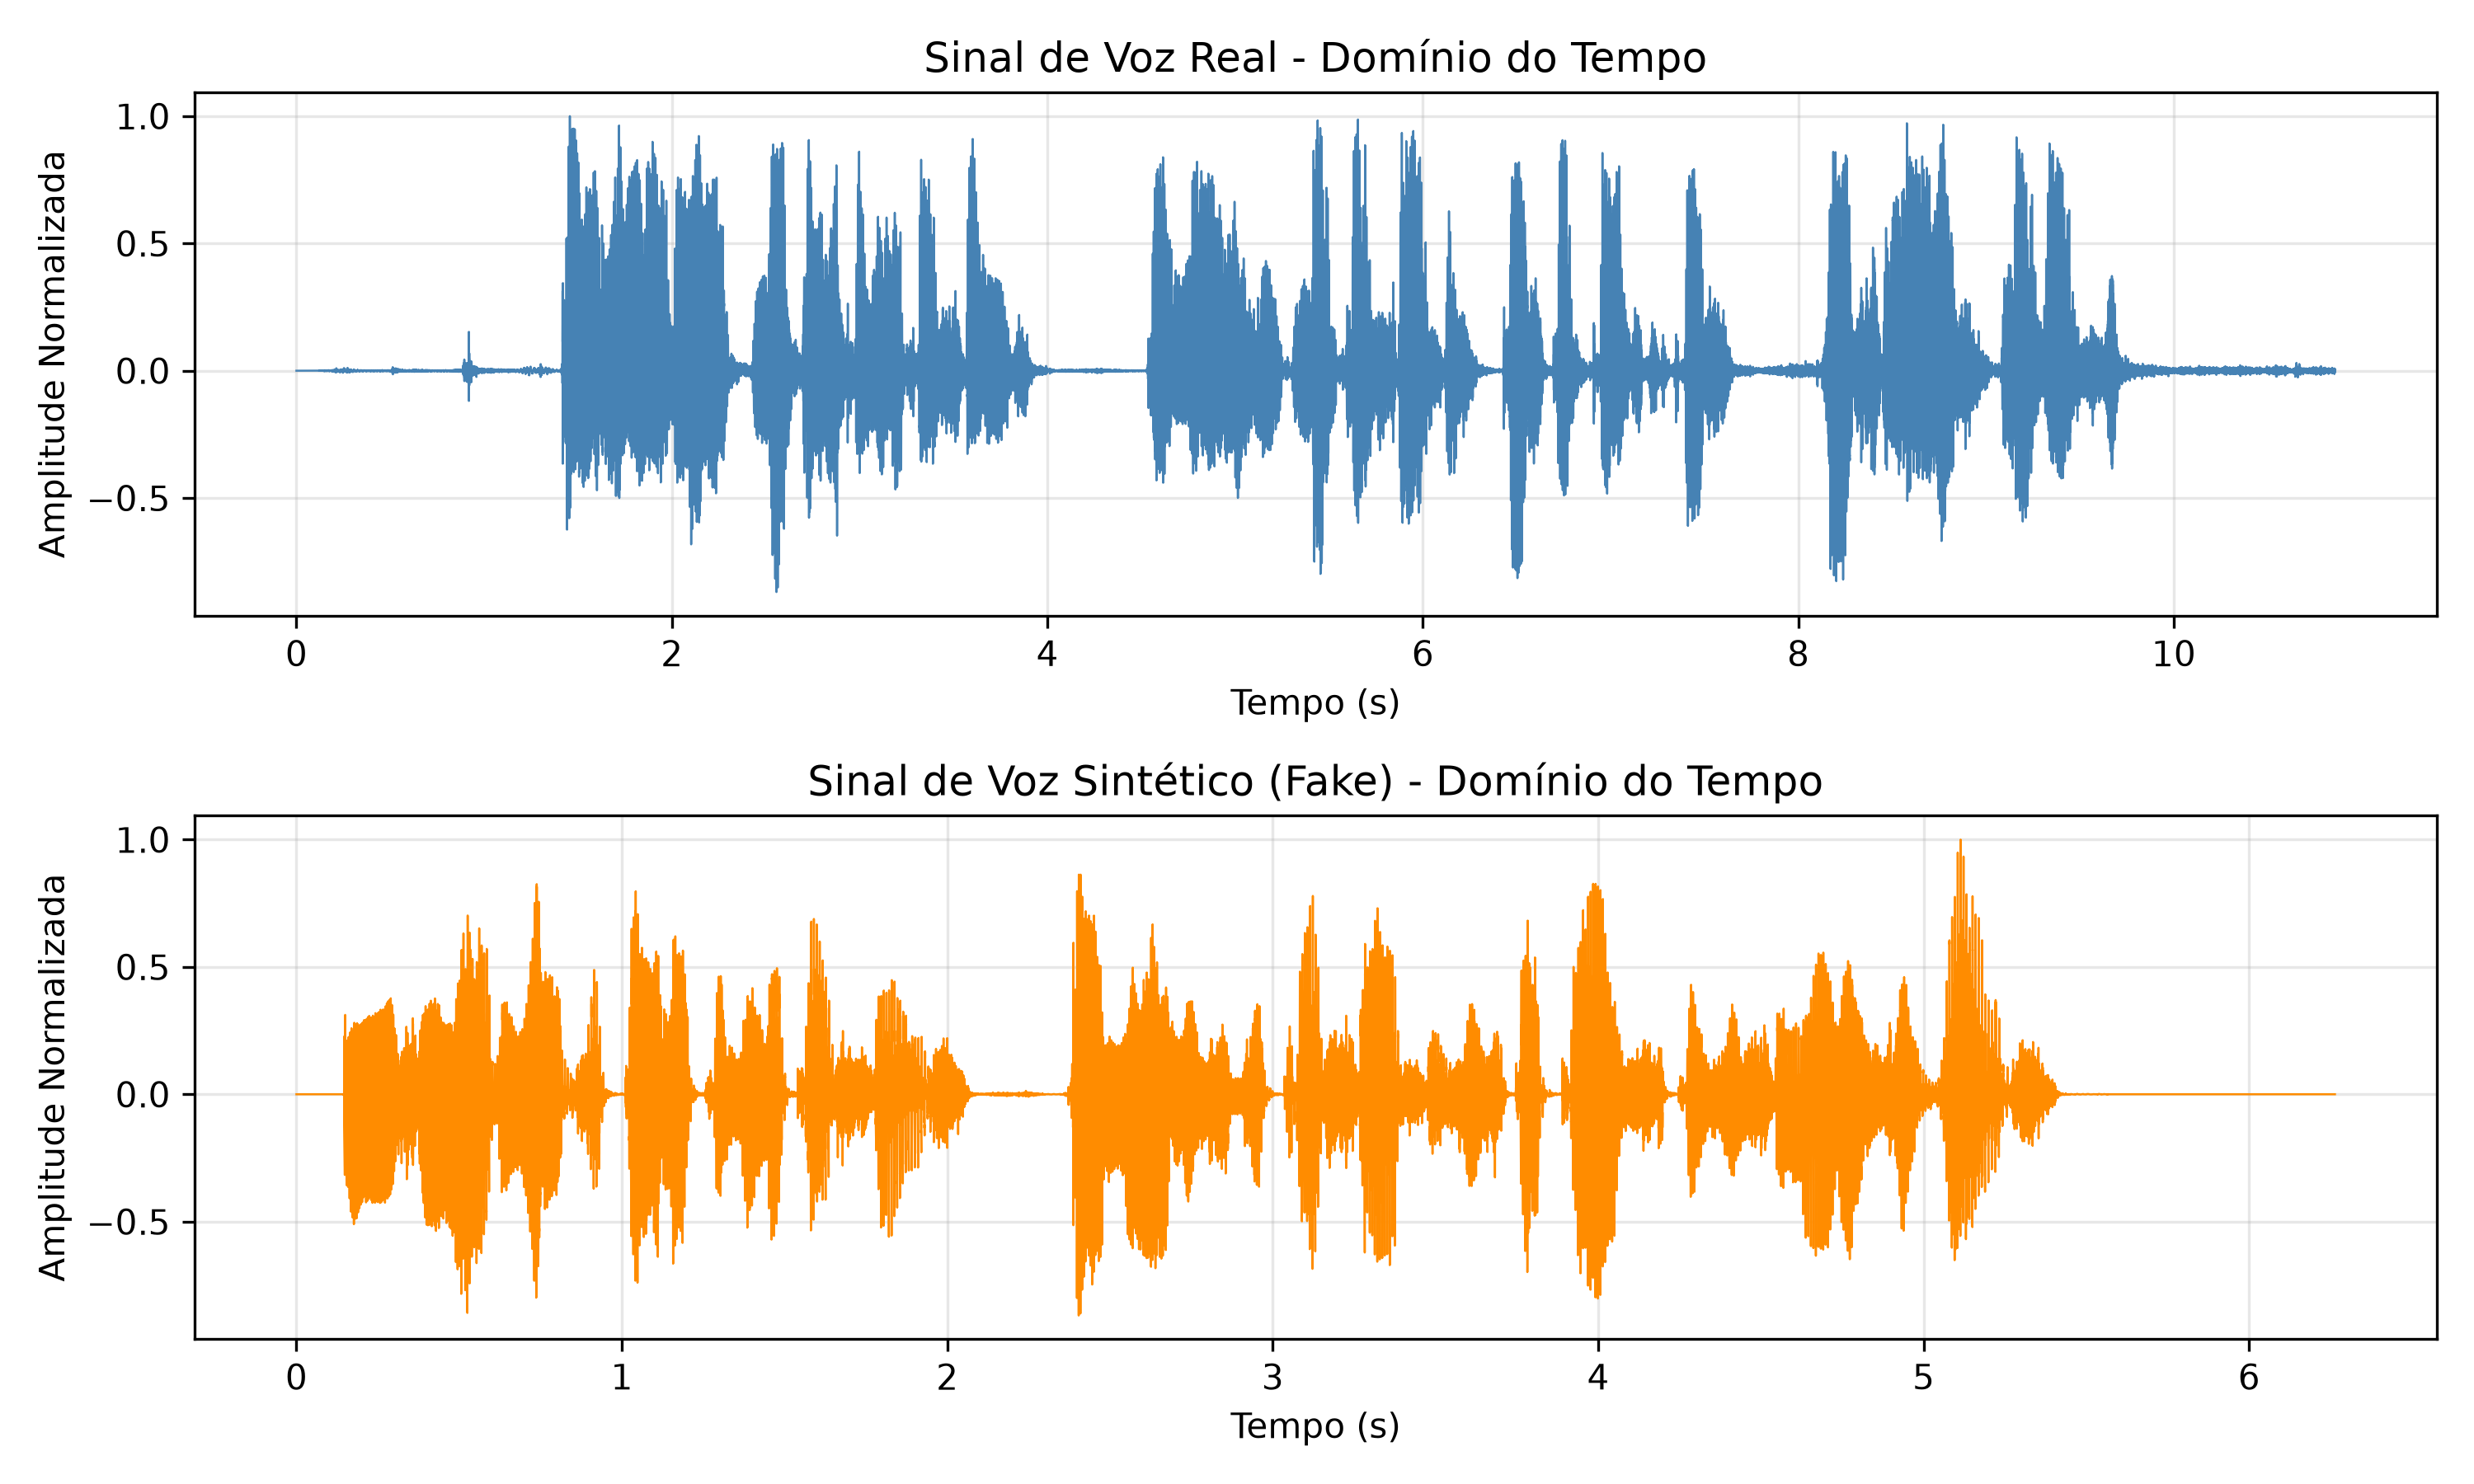 Sinal de Voz Real - Domínio do Tempo
Amplitude Normalizada
1.0
0.5
0.0
−0.5
0 2 4 6 8 10
Tempo (s)
Sinal de Voz Sintético (Fake) - Domínio do Tempo
Amplitude Normalizada
1.0
0.5
0.0
−0.5
0 1 2 3 4 5 6
Tempo (s)